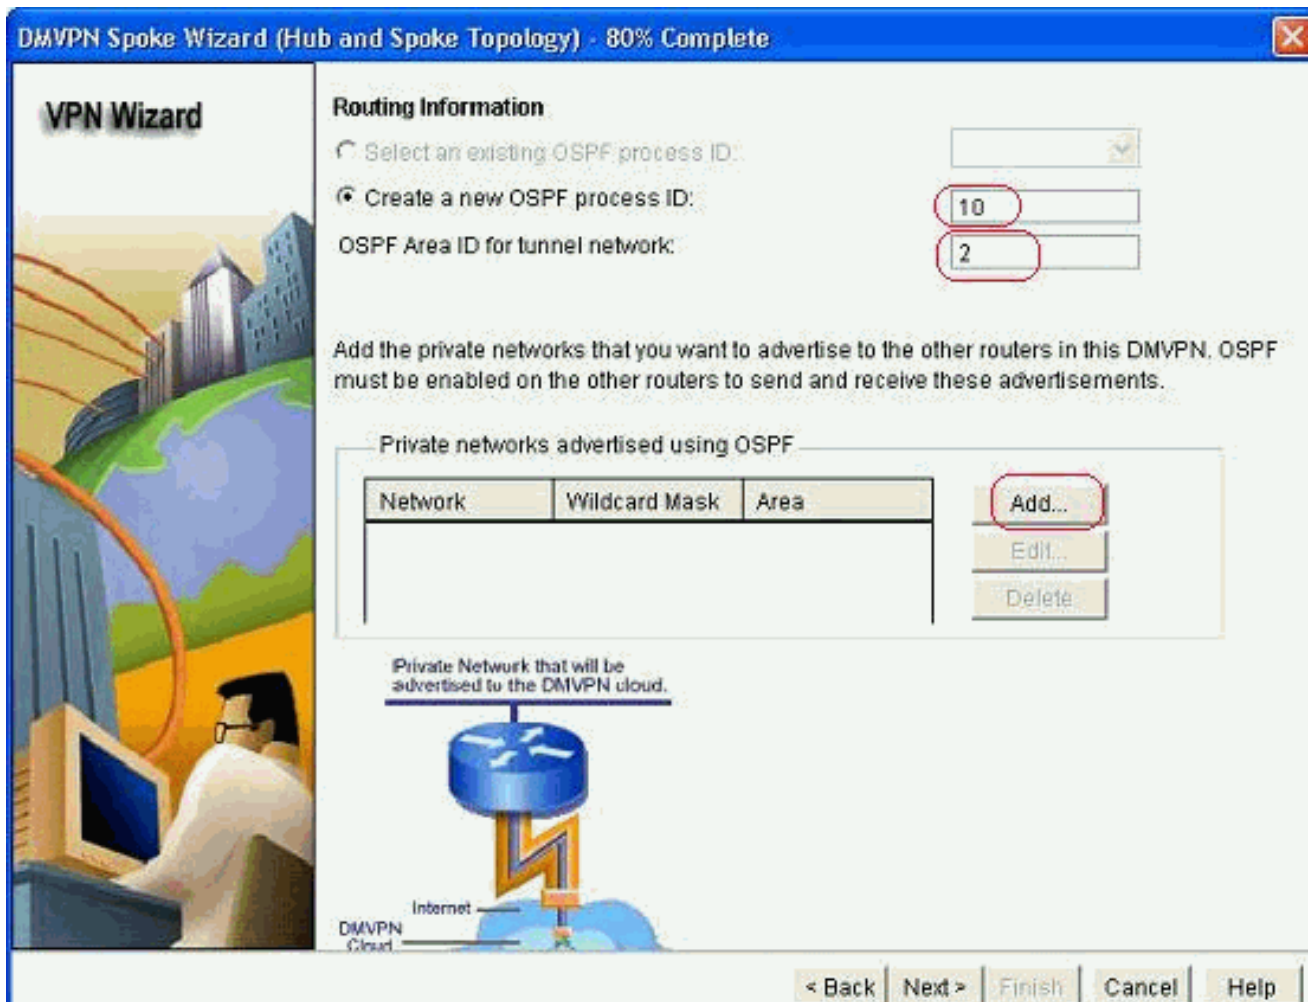 DMVPN Spoke Wizard (Hub and Spoke Topology) - 80% Complete
VPN Wizard
Routing Information
Select an existing OSPF process ID:
Create a new OSPF process ID:
10
OSPF Area ID for tunnel network:
2
Add the private networks that you want to advertise to the other routers in this DMVPN. OSPF
must be enabled on the other routers to send and receive these advertisements.
Private networks advertised using OSPF
Network Wildcard Mask Area
Add...
Edit...
Delete
Private Network that will be
advertised to the DMVPN cloud.
Internet
DMVPN
Cloud
< Back Next > Finish Cancel Help